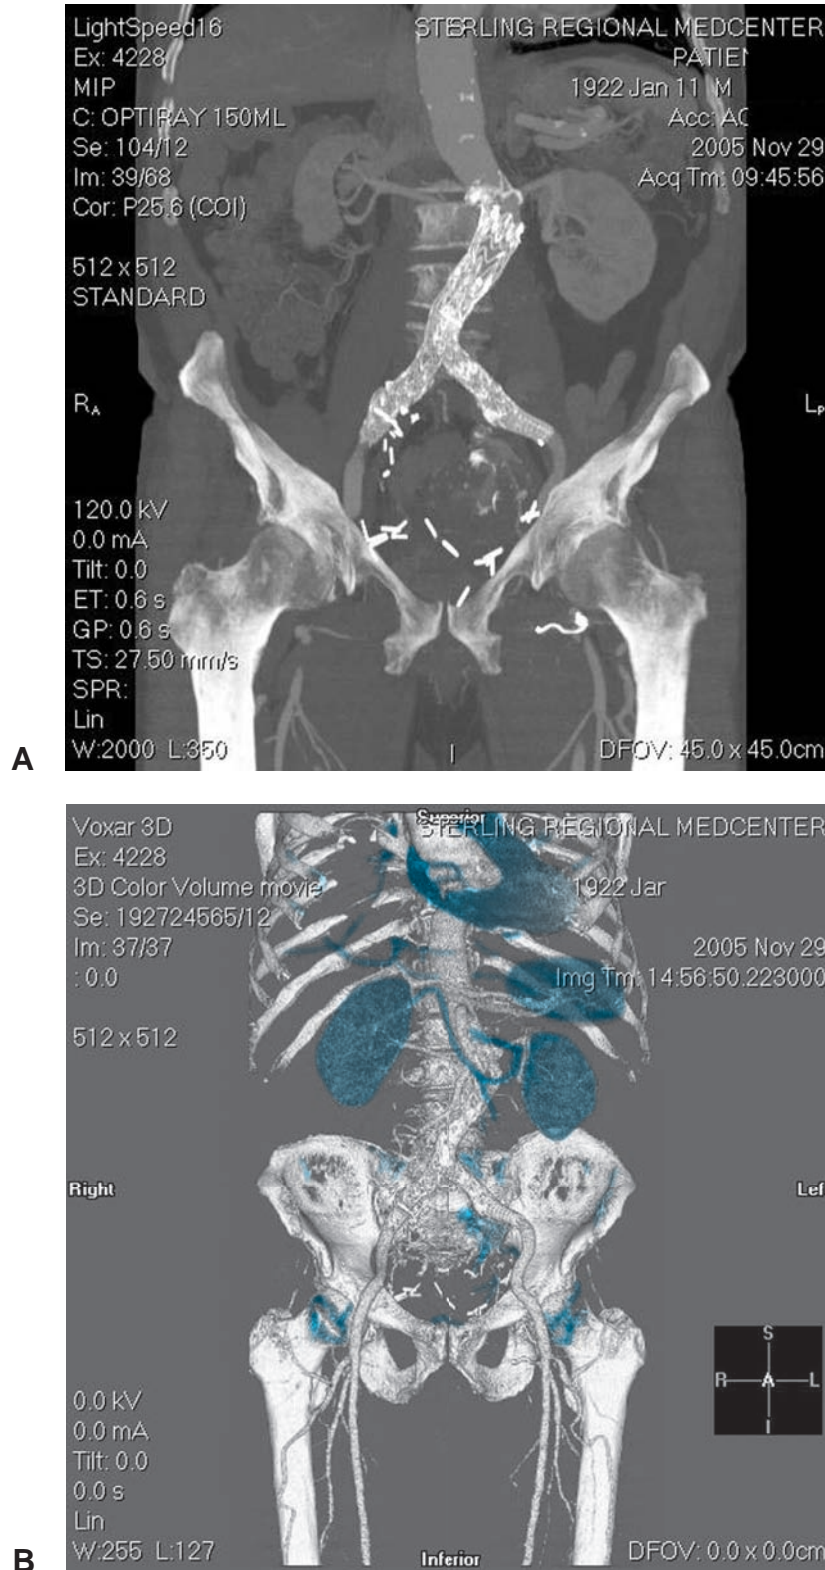 LightSpeed16 STERLING REGIONAL MEDCENTER
Ex: 4228 PATIEN
MIP 1922 Jan 11 M
C: OPTIRAY 150ML Acc: AC
Se: 104/12 2005 Nov 29
Im: 39/68 Acq Tm: 09:45:56
Cor: P25.6 (COI)
512 x 512
STANDARD
RA LP
120.0 kV
0.0 mA
Tilt: 0.0
ET: 0.6 s
GP: 0.6 s
TS: 27.50 mm/s
SPR:
Lin
W:2000 L:350 I DFOV: 45.0 x 45.0cm
A
Superior
Voxar 3D STERLING REGIONAL MEDCENTER
Ex: 4228
3D Color Volume movie 1922 Jar
Se: 192724565/12
Im: 37/37 2005 Nov 29
: 0.0 Img Tm: 14:56:50.223000
512 x 512
Right Lef
S
R A L
I
0.0 kV
0.0 mA
Tilt: 0.0
0.0 s
Lin
W:255 L:127 Inferior DFOV: 0.0 x 0.0cm
B